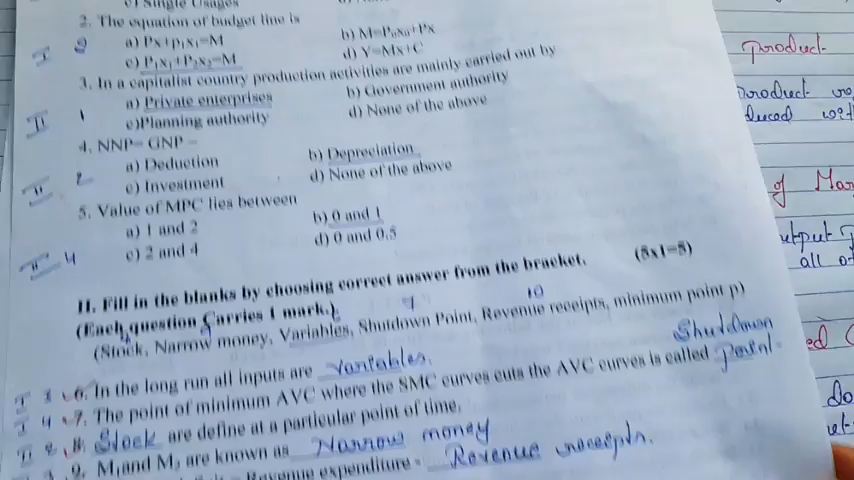 c) Single Usages
2. The equation of budget line is
a) Px+p₁x₁=M
b) M=P₀x₀+Px
c) P₁x₁+P₂x₂=M
d) Y=Mx+C
3. In a capitalist country production activities are mainly carried out by
a) Private enterprises
b) Government authority
c)Planning authority
d) None of the above
4. NNP= GNP –
a) Deduction
b) Depreciation
c) Investment
d) None of the above
5. Value of MPC lies between
a) 1 and 2
b) 0 and 1
c) 2 and 4
d) 0 and 0.5
II. Fill in the blanks by choosing correct answer from the bracket. (5x1=5)
(Each question Carries 1 mark.)
(Stock, Narrow money, Variables, Shutdown Point, Revenue receipts, minimum point p)
6. In the long run all inputs are Variables.
7. The point of minimum AVC where the SMC curves cuts the AVC curves is called Shutdown point.
8. Stock are define at a particular point of time.
9. M₁and M₂ are known as Narrow money
Revenue expenditure - Revenue receipts.
Product
of
all